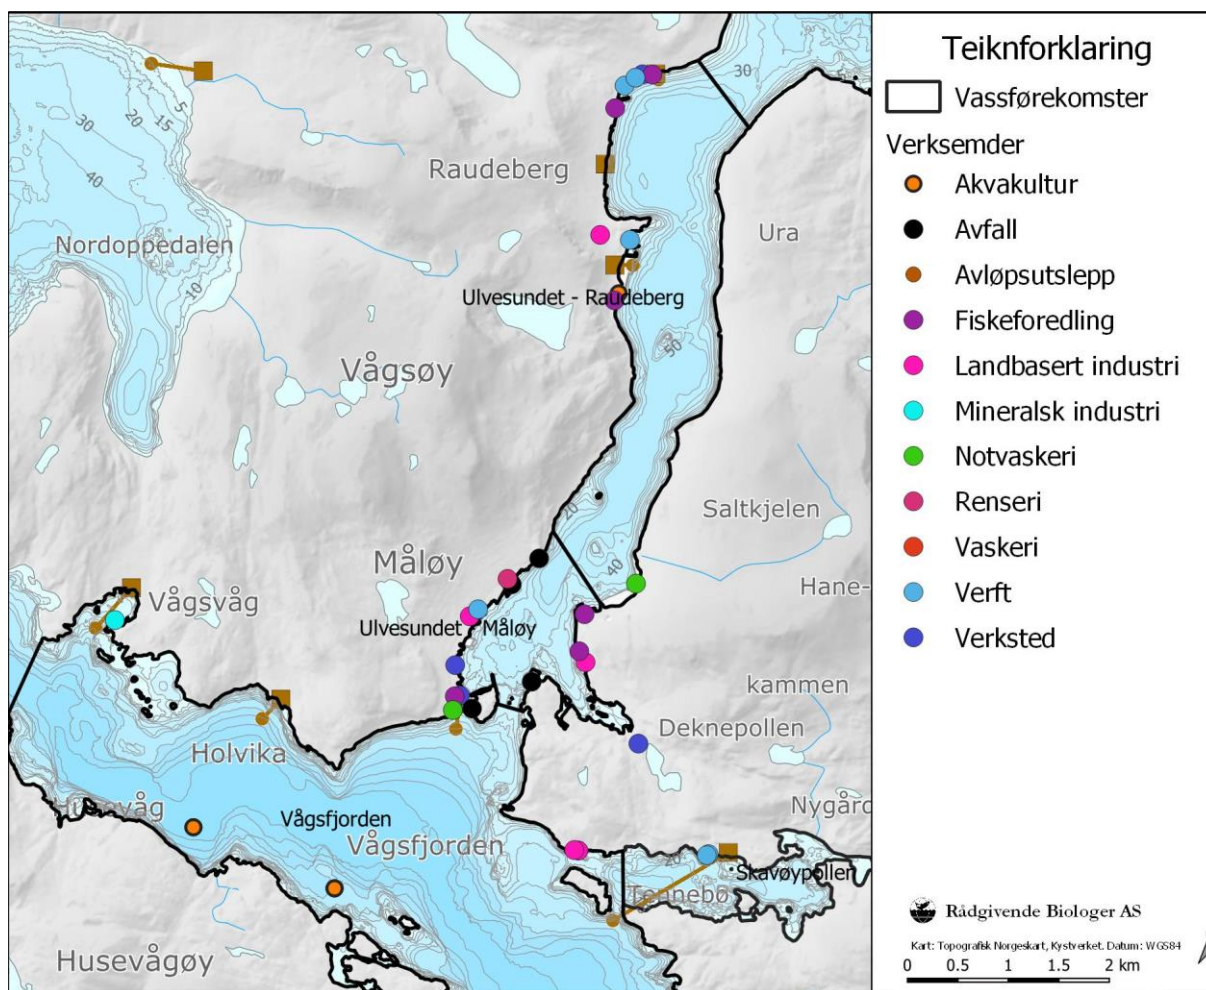 30
5
15
20
30
40
Raudeberg
Nordoppedalen
Ura
10
Ulvesundet - Raudeberg
50
Vågsøy
20
Saltkjelen
Måløy
40
Hane-
Vågsvåg
Ulvesundet - Måløy
kammen
Deknepollen
Holvika
Husevåg
Nygård
Vågsfjorden
Vågsfjorden
20
Skavøypollen
Tennebø
Husevågøy
Teiknforklaring
Vassførekomster
Verksemder
Akvakultur
Avfall
Avløpsutslepp
Fiskeforedling
Landbasert industri
Mineralsk industri
Notvaskeri
Renseri
Vaskeri
Verft
Verksted
Rådgivende Biologer AS
Kart: Topografisk Norgeskart, Kystverket. Datum: WGS84
0 0.5 1 2 km